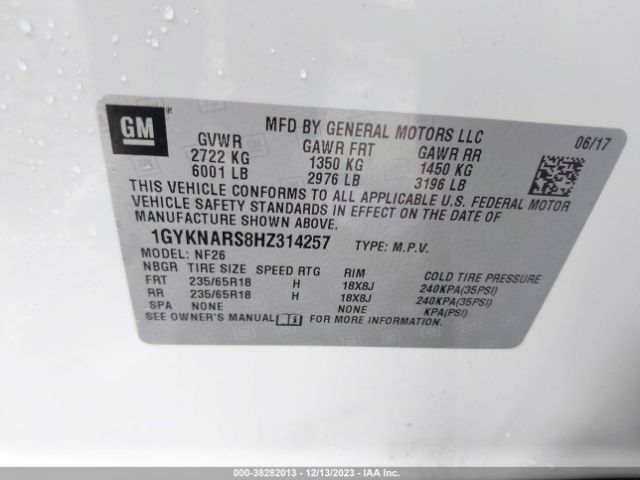 GM ®
MFD BY GENERAL MOTORS LLC 06/17
GVWR GAWR FRT GAWR RR
2722 KG 1350 KG 1450 KG
6001 LB 2976 LB 3196 LB
THIS VEHICLE CONFORMS TO ALL APPLICABLE U.S. FEDERAL MOTOR
VEHICLE SAFETY STANDARDS IN EFFECT ON THE DATE OF
MANUFACTURE SHOWN ABOVE.
1GYKNARS8HZ314257 TYPE: M.P.V.
MODEL: NF26
NBGR TIRE SIZE SPEED RTG RIM COLD TIRE PRESSURE
FRT 235/65R18 H 18X8J 240KPA(35PSI)
RR 235/65R18 H 18X8J 240KPA(35PSI)
SPA NONE NONE KPA(PSI)
SEE OWNER'S MANUAL FOR MORE INFORMATION
000-38282013 - 12/13/2023 - IAAI.COM